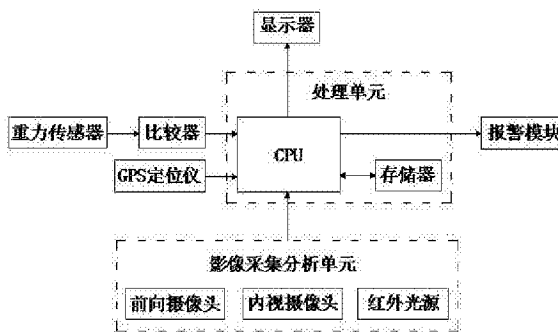 显示器
处理单元
重力传感器
比较器
CPU
报警模块
GPS定位仪
存储器
影像采集分析单元
前向摄像头
内视摄像头
红外光源